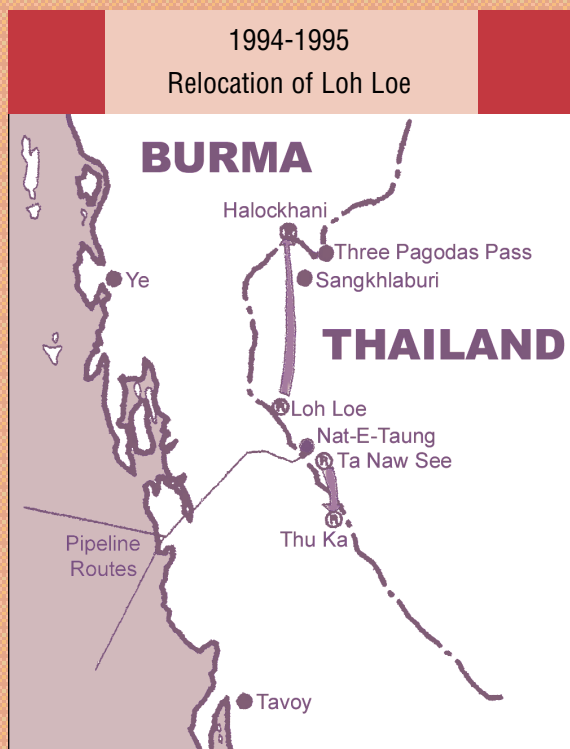 1994-1995
Relocation of Loh Loe
BURMA
Halockhani
R
Three Pagodas Pass
Ye
Sangkhlaburi
THAILAND
R
Loh Loe
Nat-E-Taung
R
Ta Naw See
R
Thu Ka
Pipeline
Routes
Tavoy